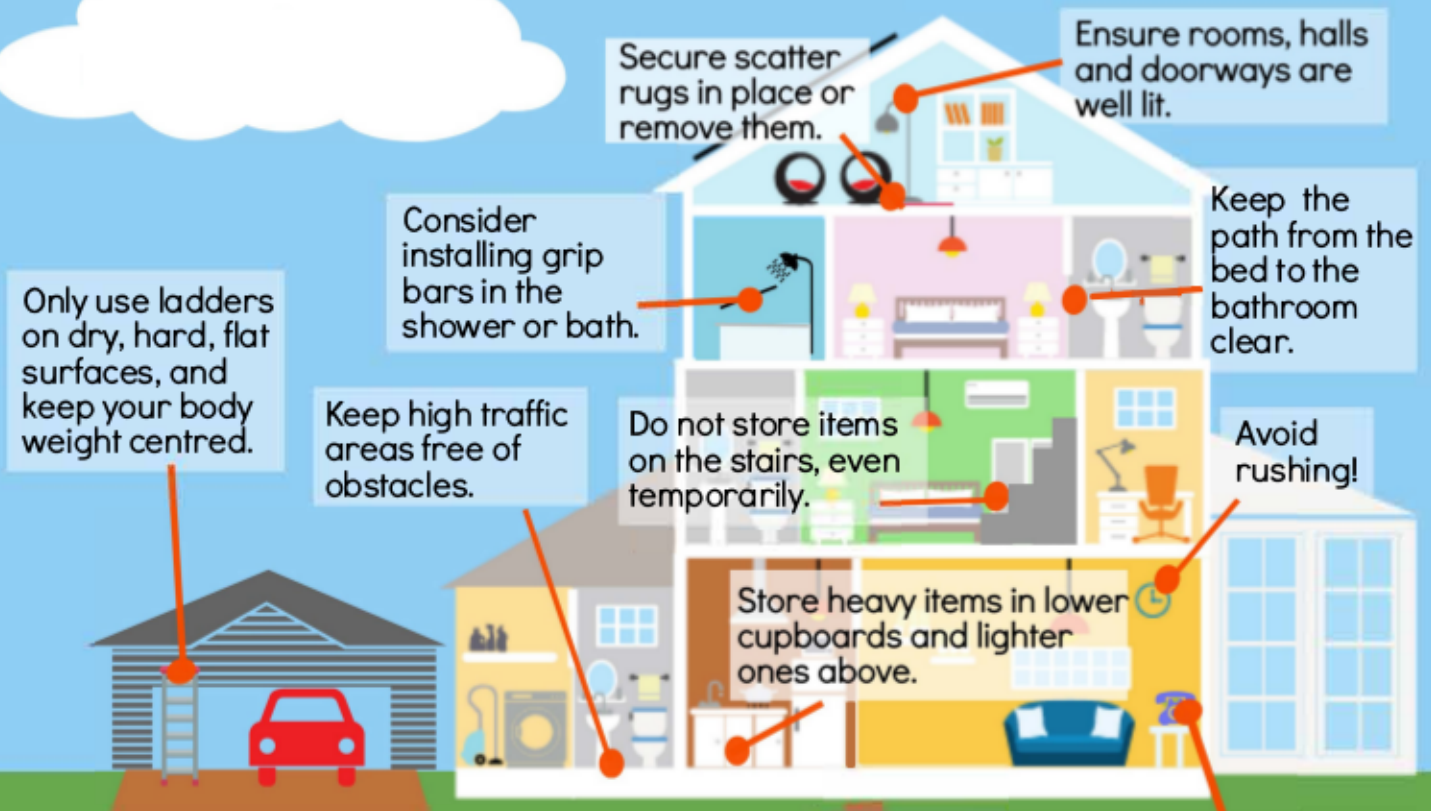 Secure scatter
rugs in place or
remove them.
Ensure rooms, halls
and doorways are
well lit.
Consider
installing grip
bars in the
shower or bath.
Keep the
path from the
bed to the
bathroom
clear.
Only use ladders
on dry, hard, flat
surfaces, and
keep your body
weight centred.
Keep high traffic
areas free of
obstacles.
Do not store items
on the stairs, even
temporarily.
Avoid
rushing!
Store heavy items in lower
cupboards and lighter
ones above.